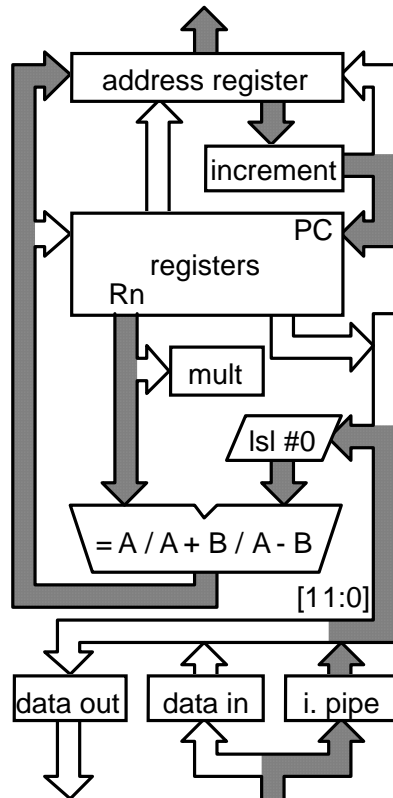 address register
increment
PC
registers
Rn
mult
lsl #0
= A / A + B / A - B
[11:0]
data out
data in
i. pipe